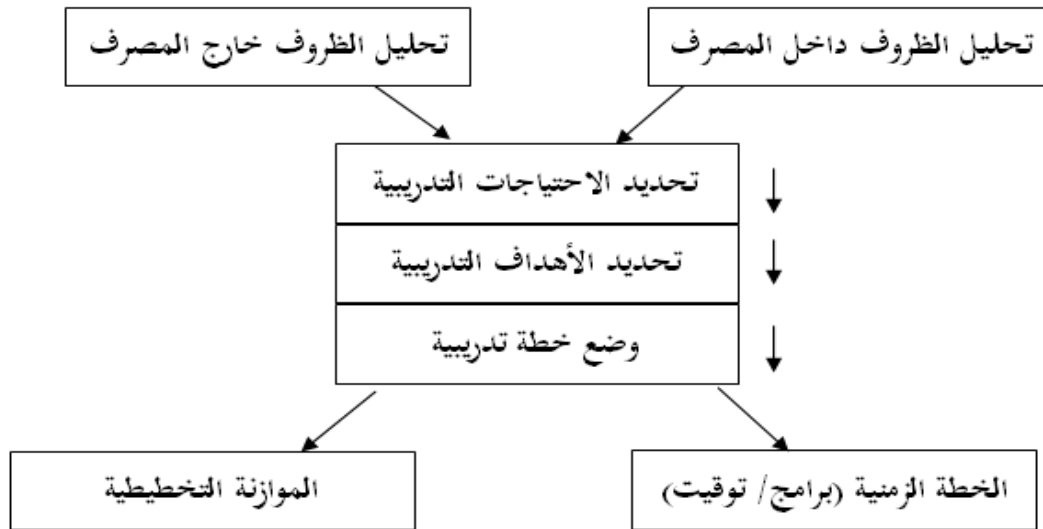 تحليل الظروف داخل المصرف
تحليل الظروف خارج المصرف
تحديد الاحتياجات التدريبية
تحديد الأهداف التدريبية
وضع خطة تدريبية
الخطة الزمنية (برامج/ توقيت)
الموازنة التخطيطية